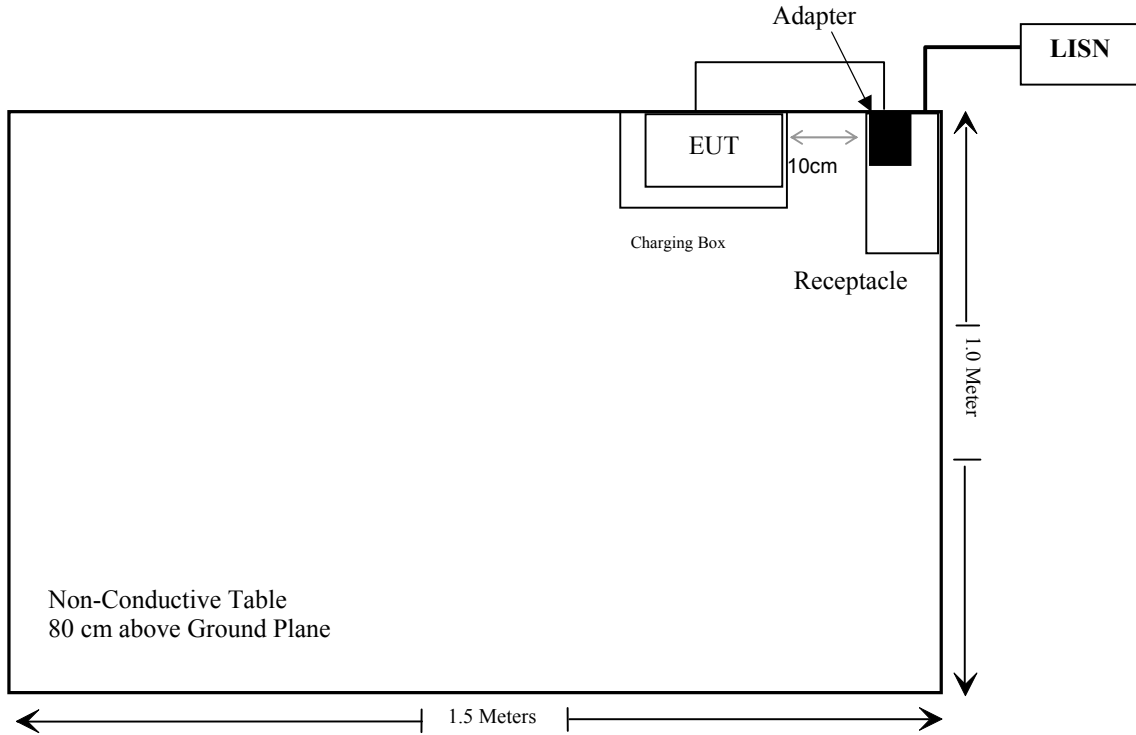 Adapter
LISN
EUT
10cm
Charging Box
Receptacle
1.0 Meter
Non-Conductive Table
80 cm above Ground Plane
1.5 Meters